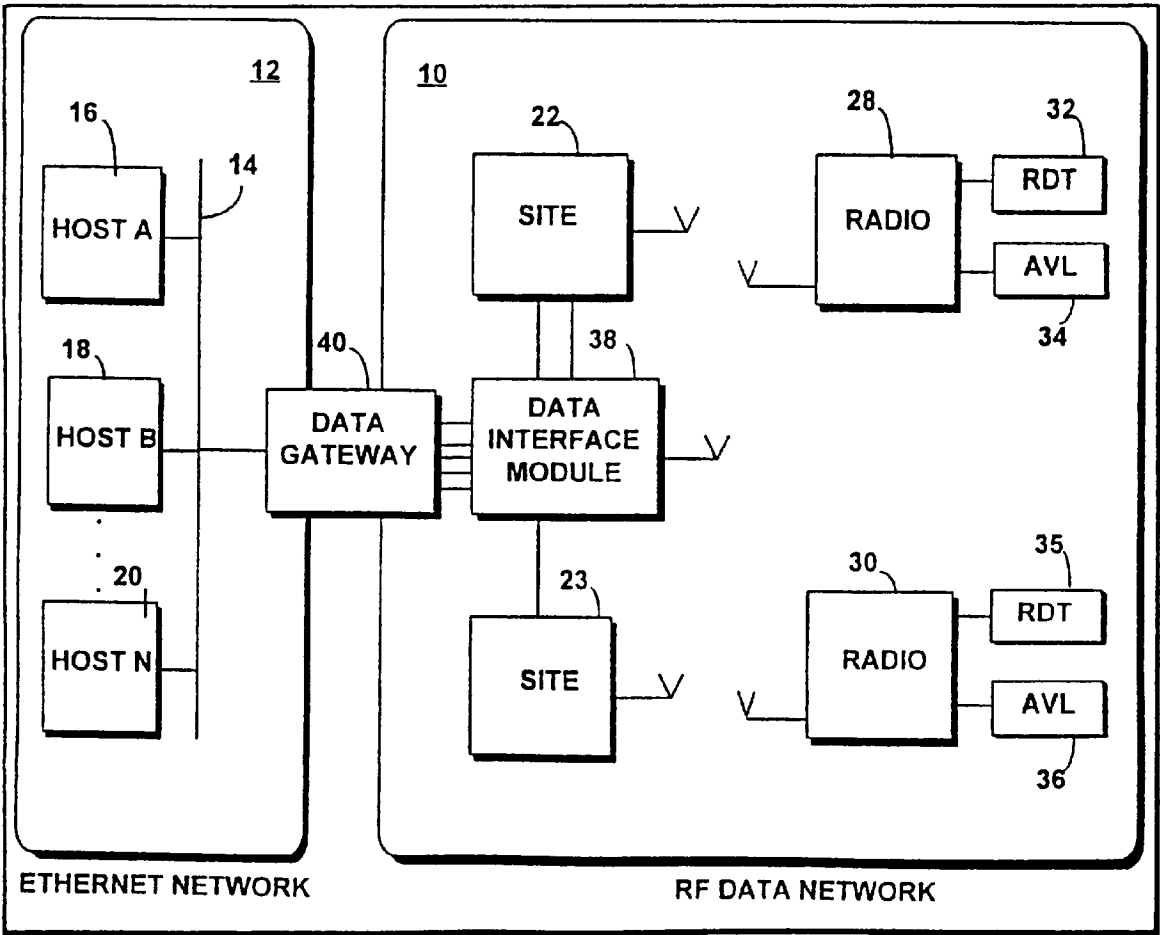 12
10
16
14
22
28
32
HOST A
SITE
RADIO
RDT
AVL
34
18
40
38
HOST B
DATA
GATEWAY
DATA
INTERFACE
MODULE
20
HOST N
23
SITE
30
RADIO
35
RDT
AVL
36
ETHERNET NETWORK
RF DATA NETWORK